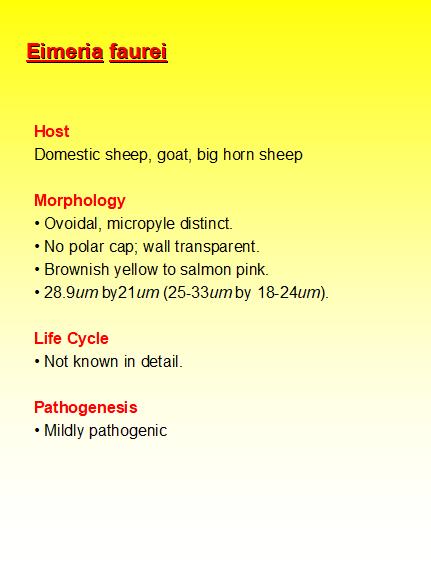 Eimeria faurei
Host
Domestic sheep, goat, big horn sheep
Morphology
• Ovoidal, micropyle distinct.
• No polar cap; wall transparent.
• Brownish yellow to salmon pink.
• 28.9um by21um (25-33um by 18-24um).
Life Cycle
• Not known in detail.
Pathogenesis
• Mildly pathogenic